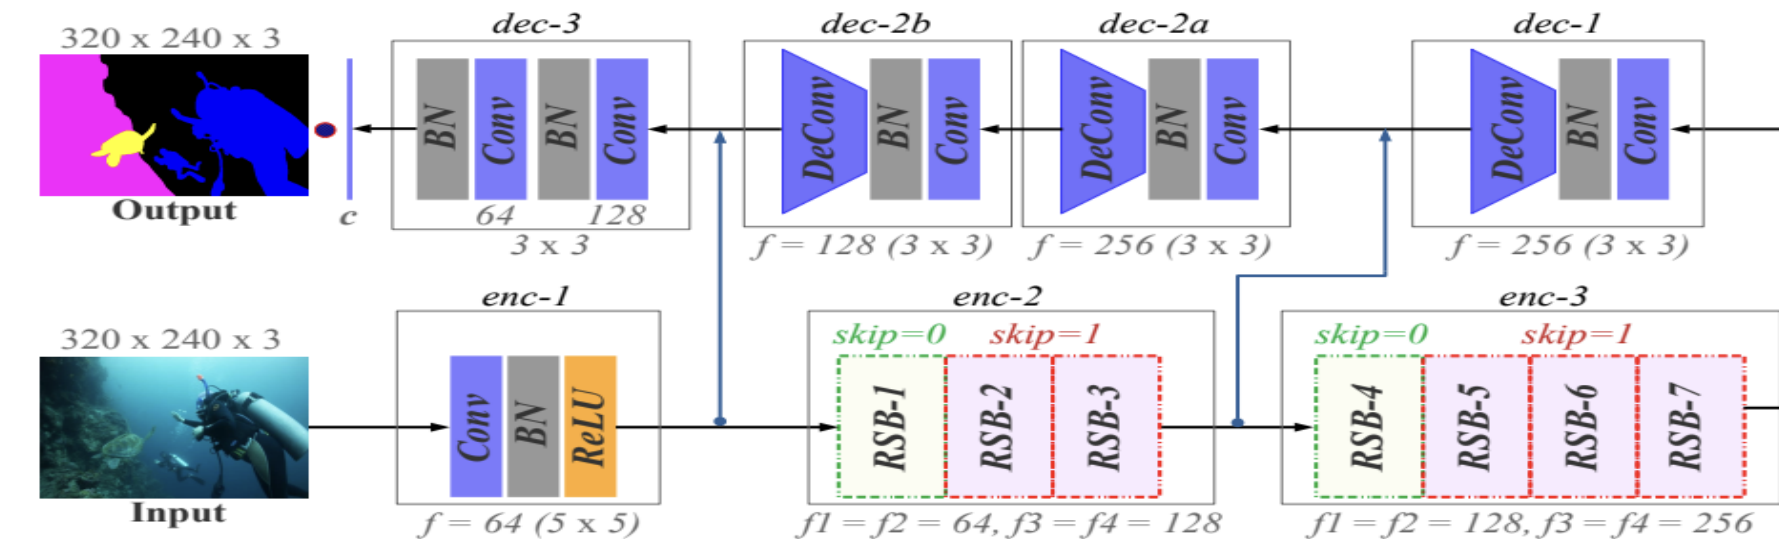 320 x 240 x 3
Output
c
dec-3
BN
Conv
BN
Conv
64
128
3 x 3
dec-2b
DeConv
BN
Conv
f = 128 (3 x 3)
dec-2a
DeConv
BN
Conv
f = 256 (3 x 3)
dec-1
DeConv
BN
Conv
f = 256 (3 x 3)
320 x 240 x 3
Input
enc-1
Conv
BN
ReLU
f = 64 (5 x 5)
enc-2
skip=0
skip=1
RSB-1
RSB-2
RSB-3
f1 = f2 = 64, f3 = f4 = 128
enc-3
skip=0
skip=1
RSB-4
RSB-5
RSB-6
RSB-7
f1 = f2 = 128, f3 = f4 = 256